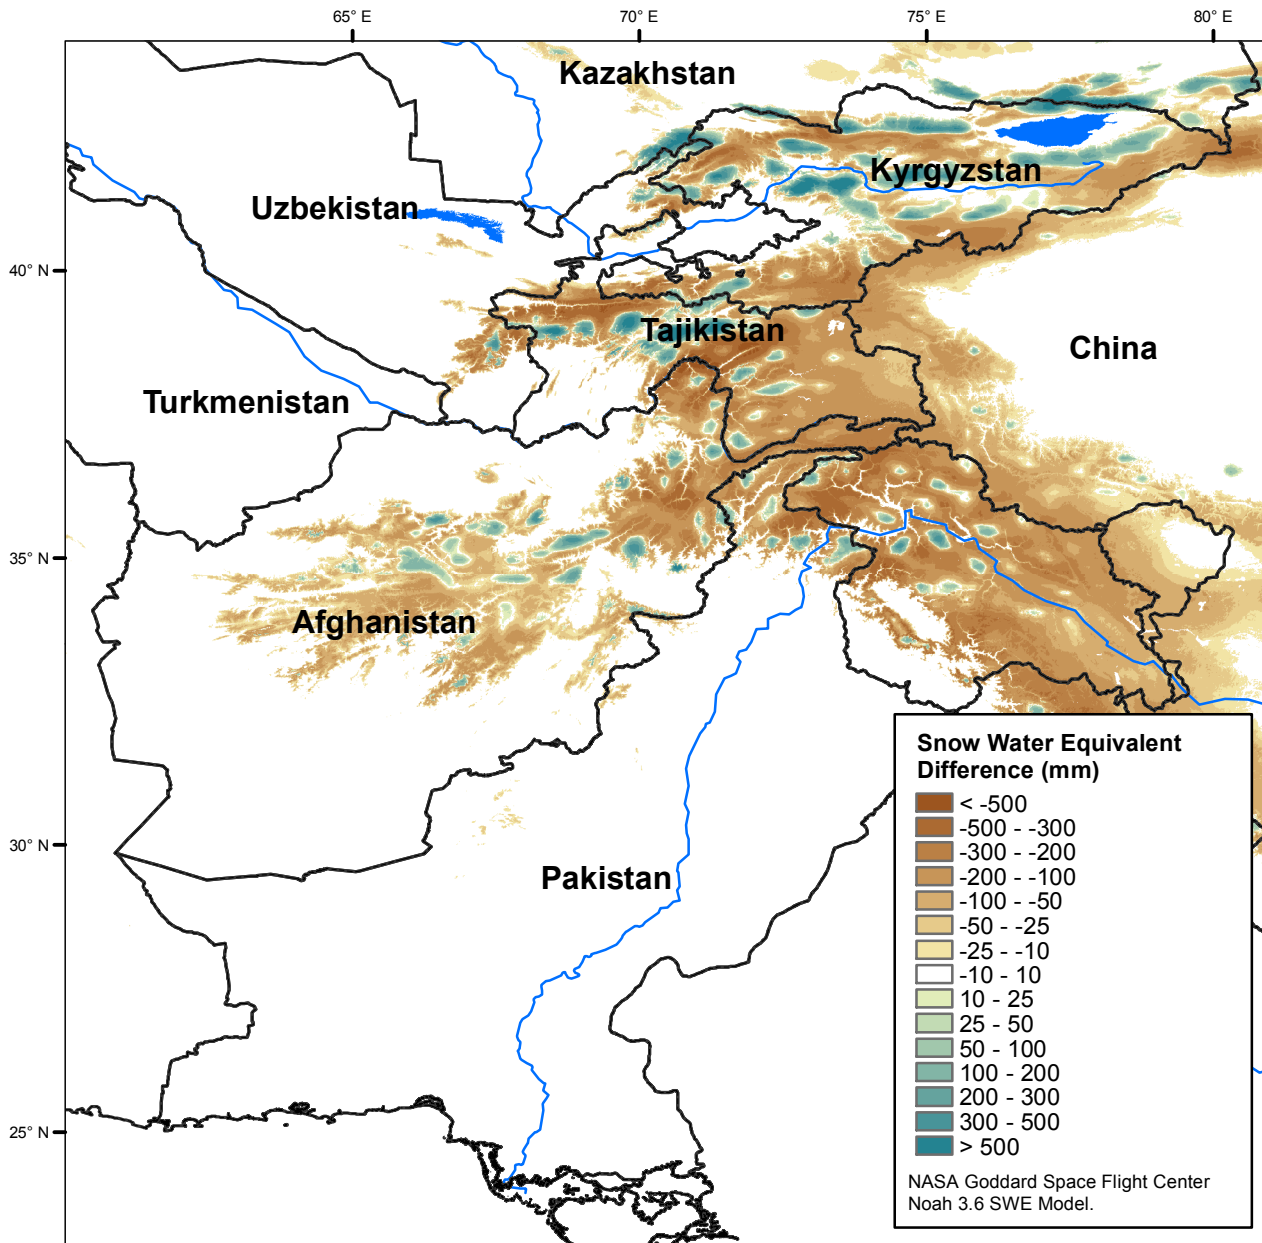 65° E
70° E
75° E
80° E
Kazakhstan
Kyrgyzstan
Uzbekistan
40° N
Tajikistan
China
Turkmenistan
35° N
Afghanistan
30° N
Pakistan
25° N
Snow Water Equivalent
Difference (mm)
< -500
-500 - -300
-300 - -200
-200 - -100
-100 - -50
-50 - -25
-25 - -10
-10 - 10
10 - 25
25 - 50
50 - 100
100 - 200
200 - 300
300 - 500
> 500
NASA Goddard Space Flight Center
Noah 3.6 SWE Model.